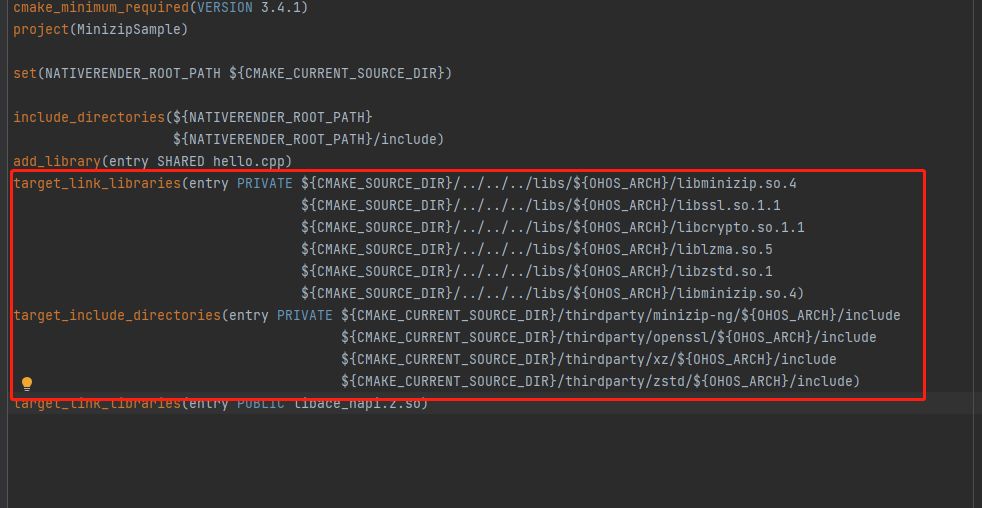 cmake_minimum_required(VERSION 3.4.1)
project(MinizipSample)
set(NATIVERENDER_ROOT_PATH ${CMAKE_CURRENT_SOURCE_DIR})
include_directories(${NATIVERENDER_ROOT_PATH}
${NATIVERENDER_ROOT_PATH}/include)
add_library(entry SHARED hello.cpp)
target_link_libraries(entry PRIVATE ${CMAKE_SOURCE_DIR}/../../../libs/${OHOS_ARCH}/libminizip.so.4
${CMAKE_SOURCE_DIR}/../../../libs/${OHOS_ARCH}/libssl.so.1.1
${CMAKE_SOURCE_DIR}/../../../libs/${OHOS_ARCH}/libcrypto.so.1.1
${CMAKE_SOURCE_DIR}/../../../libs/${OHOS_ARCH}/liblzma.so.5
${CMAKE_SOURCE_DIR}/../../../libs/${OHOS_ARCH}/libzstd.so.1
${CMAKE_SOURCE_DIR}/../../../libs/${OHOS_ARCH}/libminizip.so.4)
target_include_directories(entry PRIVATE ${CMAKE_CURRENT_SOURCE_DIR}/thirdparty/minizip-ng/${OHOS_ARCH}/include
${CMAKE_CURRENT_SOURCE_DIR}/thirdparty/openssl/${OHOS_ARCH}/include
${CMAKE_CURRENT_SOURCE_DIR}/thirdparty/xz/${OHOS_ARCH}/include
${CMAKE_CURRENT_SOURCE_DIR}/thirdparty/zstd/${OHOS_ARCH}/include)
target_link_libraries(entry PUBLIC libace_napi.z.so)